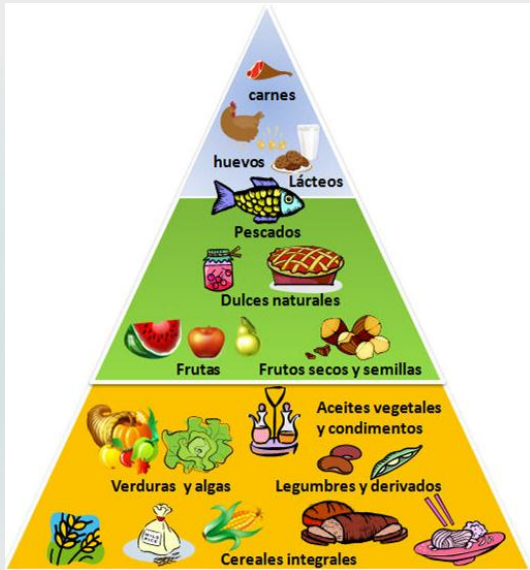 carnes
huevos
Lácteos
Pescados
Dulces naturales
Frutas
Frutos secos y semillas
Aceites vegetales
y condimentos
Verduras y algas
Legumbres y derivados
Cereales integrales